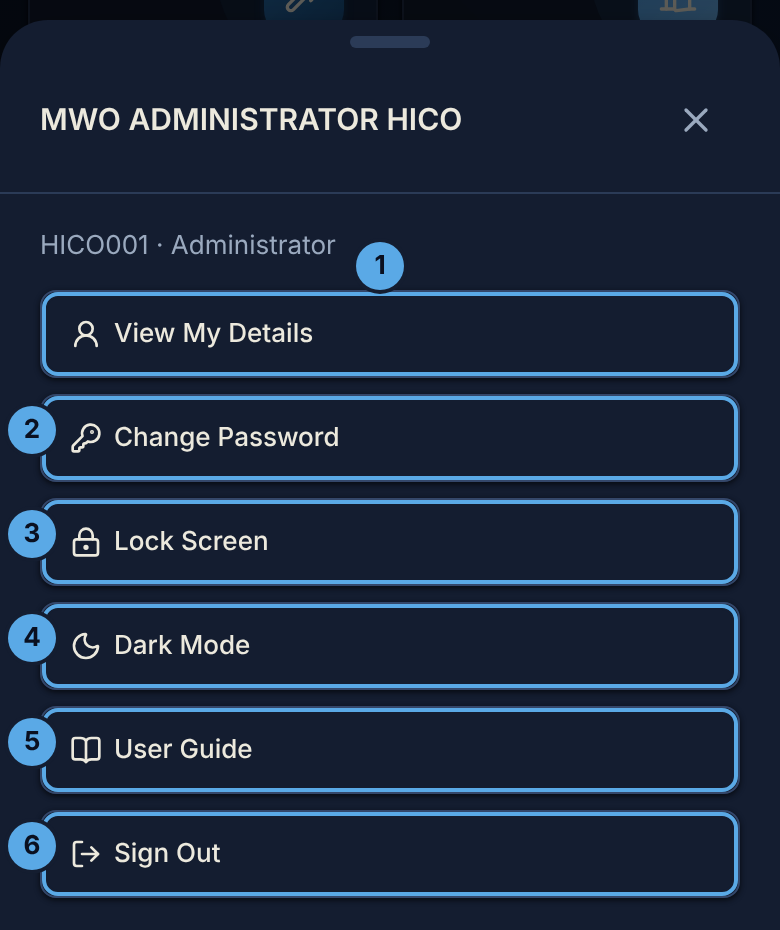 MWO ADMINISTRATOR HICO
HICO001 · Administrator
1
View My Details
2
Change Password
3
Lock Screen
4
Dark Mode
5
User Guide
6
Sign Out